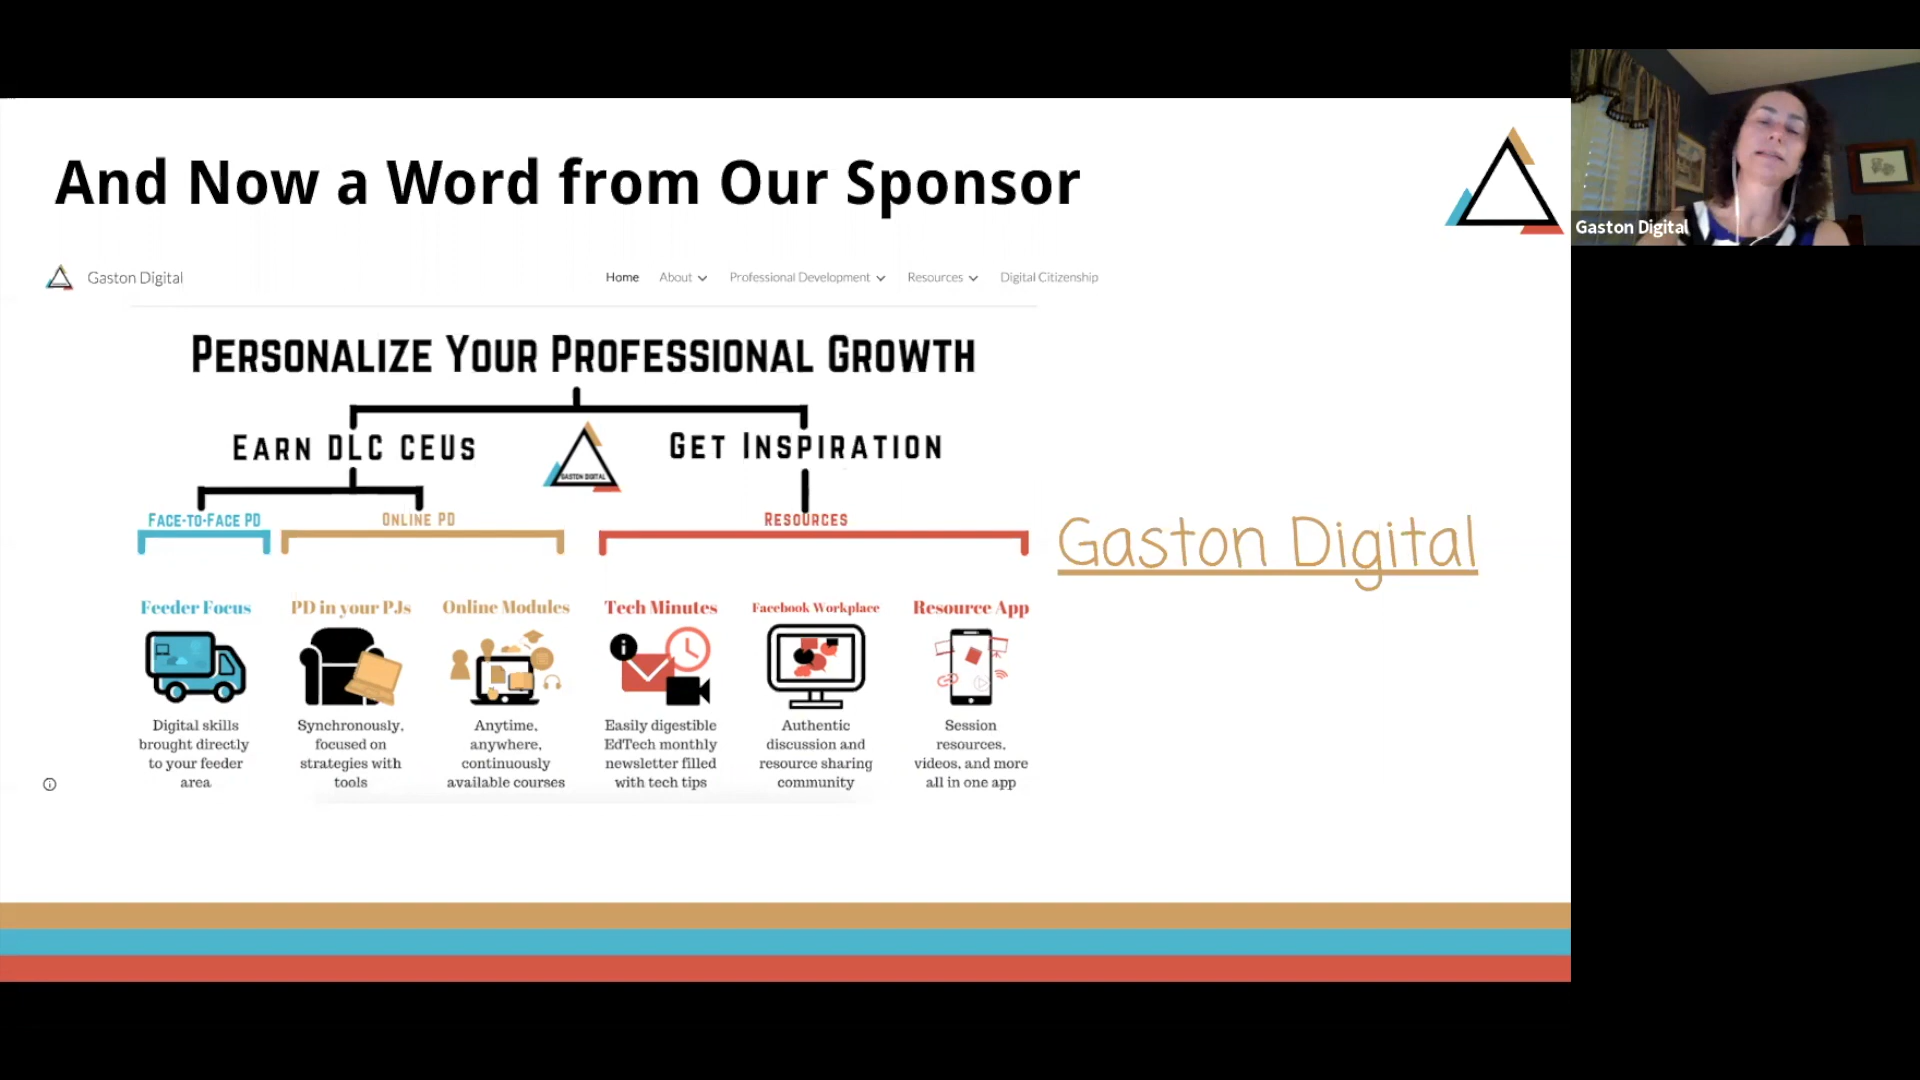 And Now a Word from Our Sponsor
Gaston Digital
Gaston Digital
Home About Professional Development Resources Digital Citizenship
PERSONALIZE YOUR PROFESSIONAL GROWTH
EARN DLC CEUS
GET INSPIRATION
GASTON DIGITAL
FACE-TO-FACE PD
ONLINE PD
RESOURCES
Gaston Digital
Feeder Focus
Digital skills
brought directly
to your feeder
area
PD in your PJs
Synchronously,
focused on
strategies with
tools
Online Modules
Anytime,
anywhere,
continuously
available courses
Tech Minutes
Easily digestible
EdTech monthly
newsletter filled
with tech tips
Facebook Workplace
Authentic
discussion and
resource sharing
community
Resource App
Session
resources,
videos, and more
all in one app